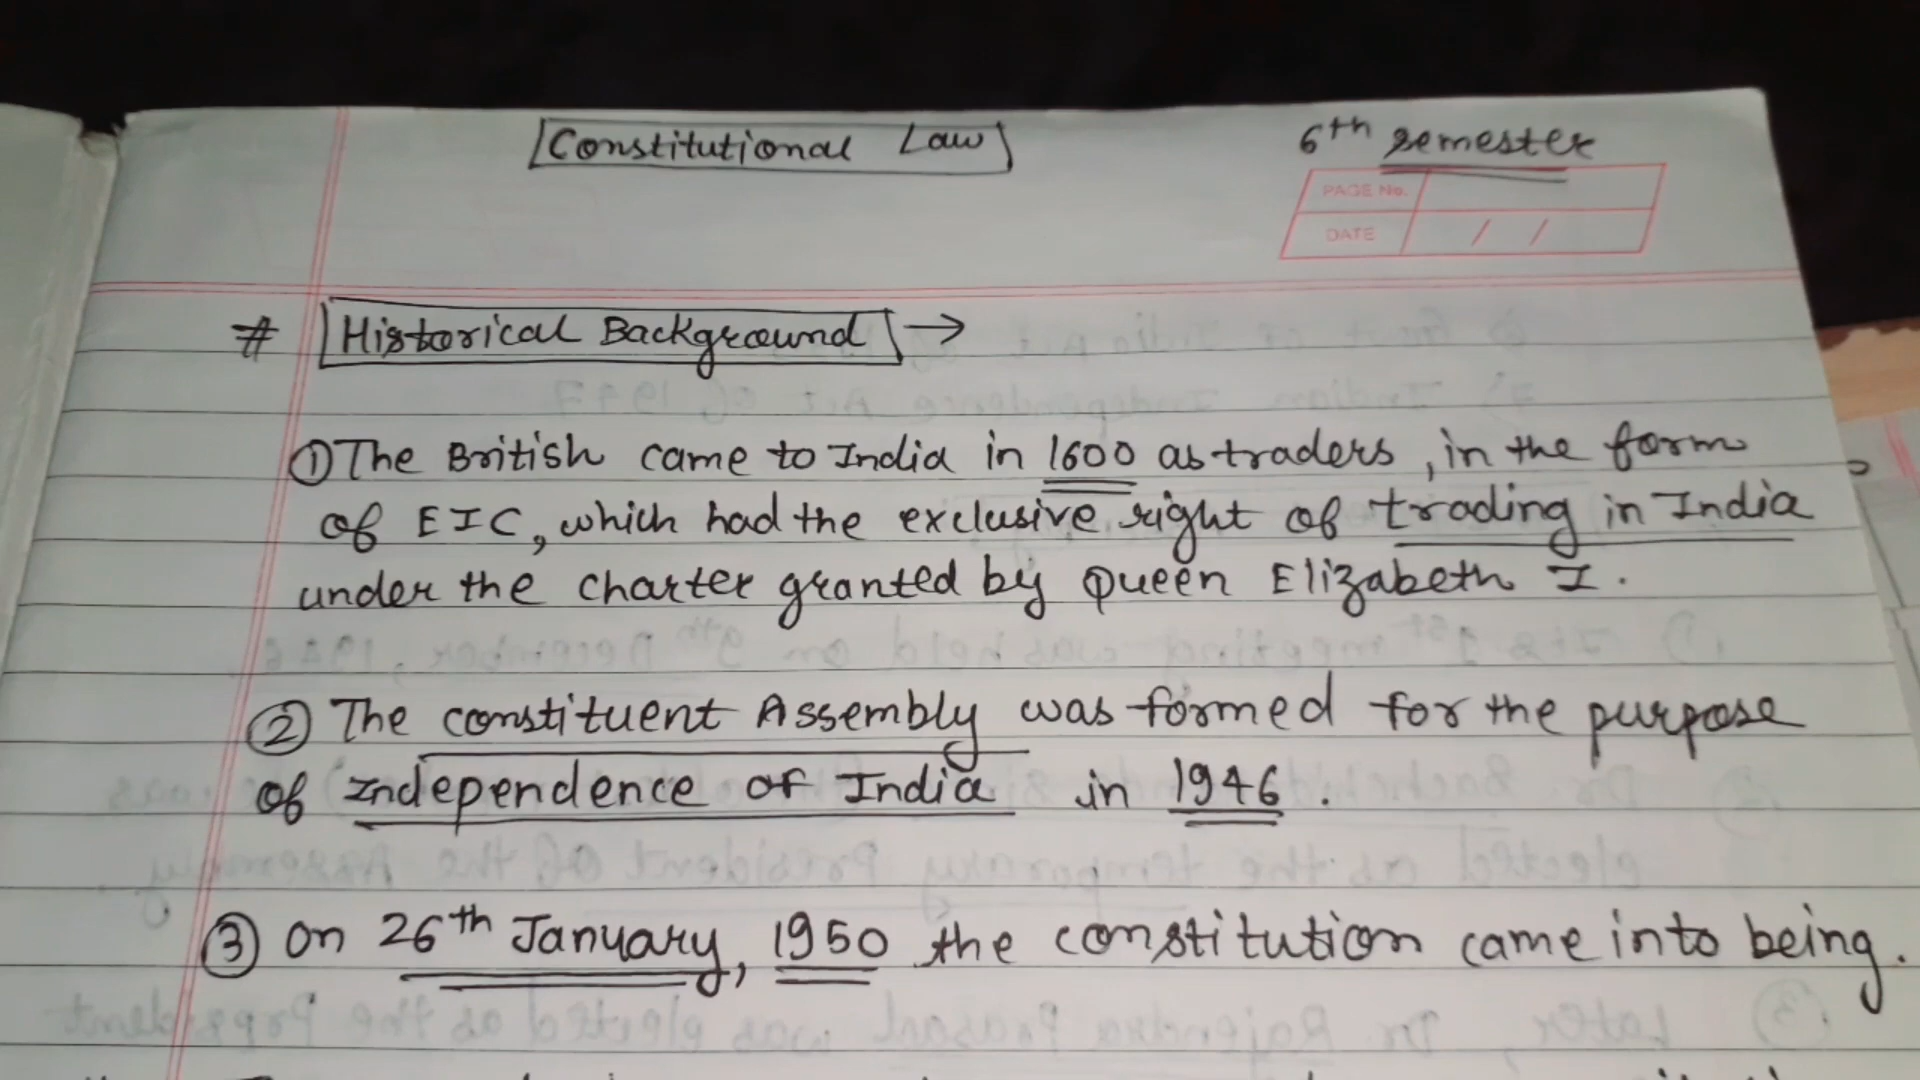 Constitutional Law
6th semester
PAGE No.
DATE / /
# Historical Background →
① The British came to India in 1600 as traders, in the form
of EIC, which had the exclusive right of trading in India
under the charter granted by Queen Elizabeth I.
② The constituent Assembly was formed for the purpose
of Independence of India in 1946.
③ On 26th January, 1950 the constitution came into being.